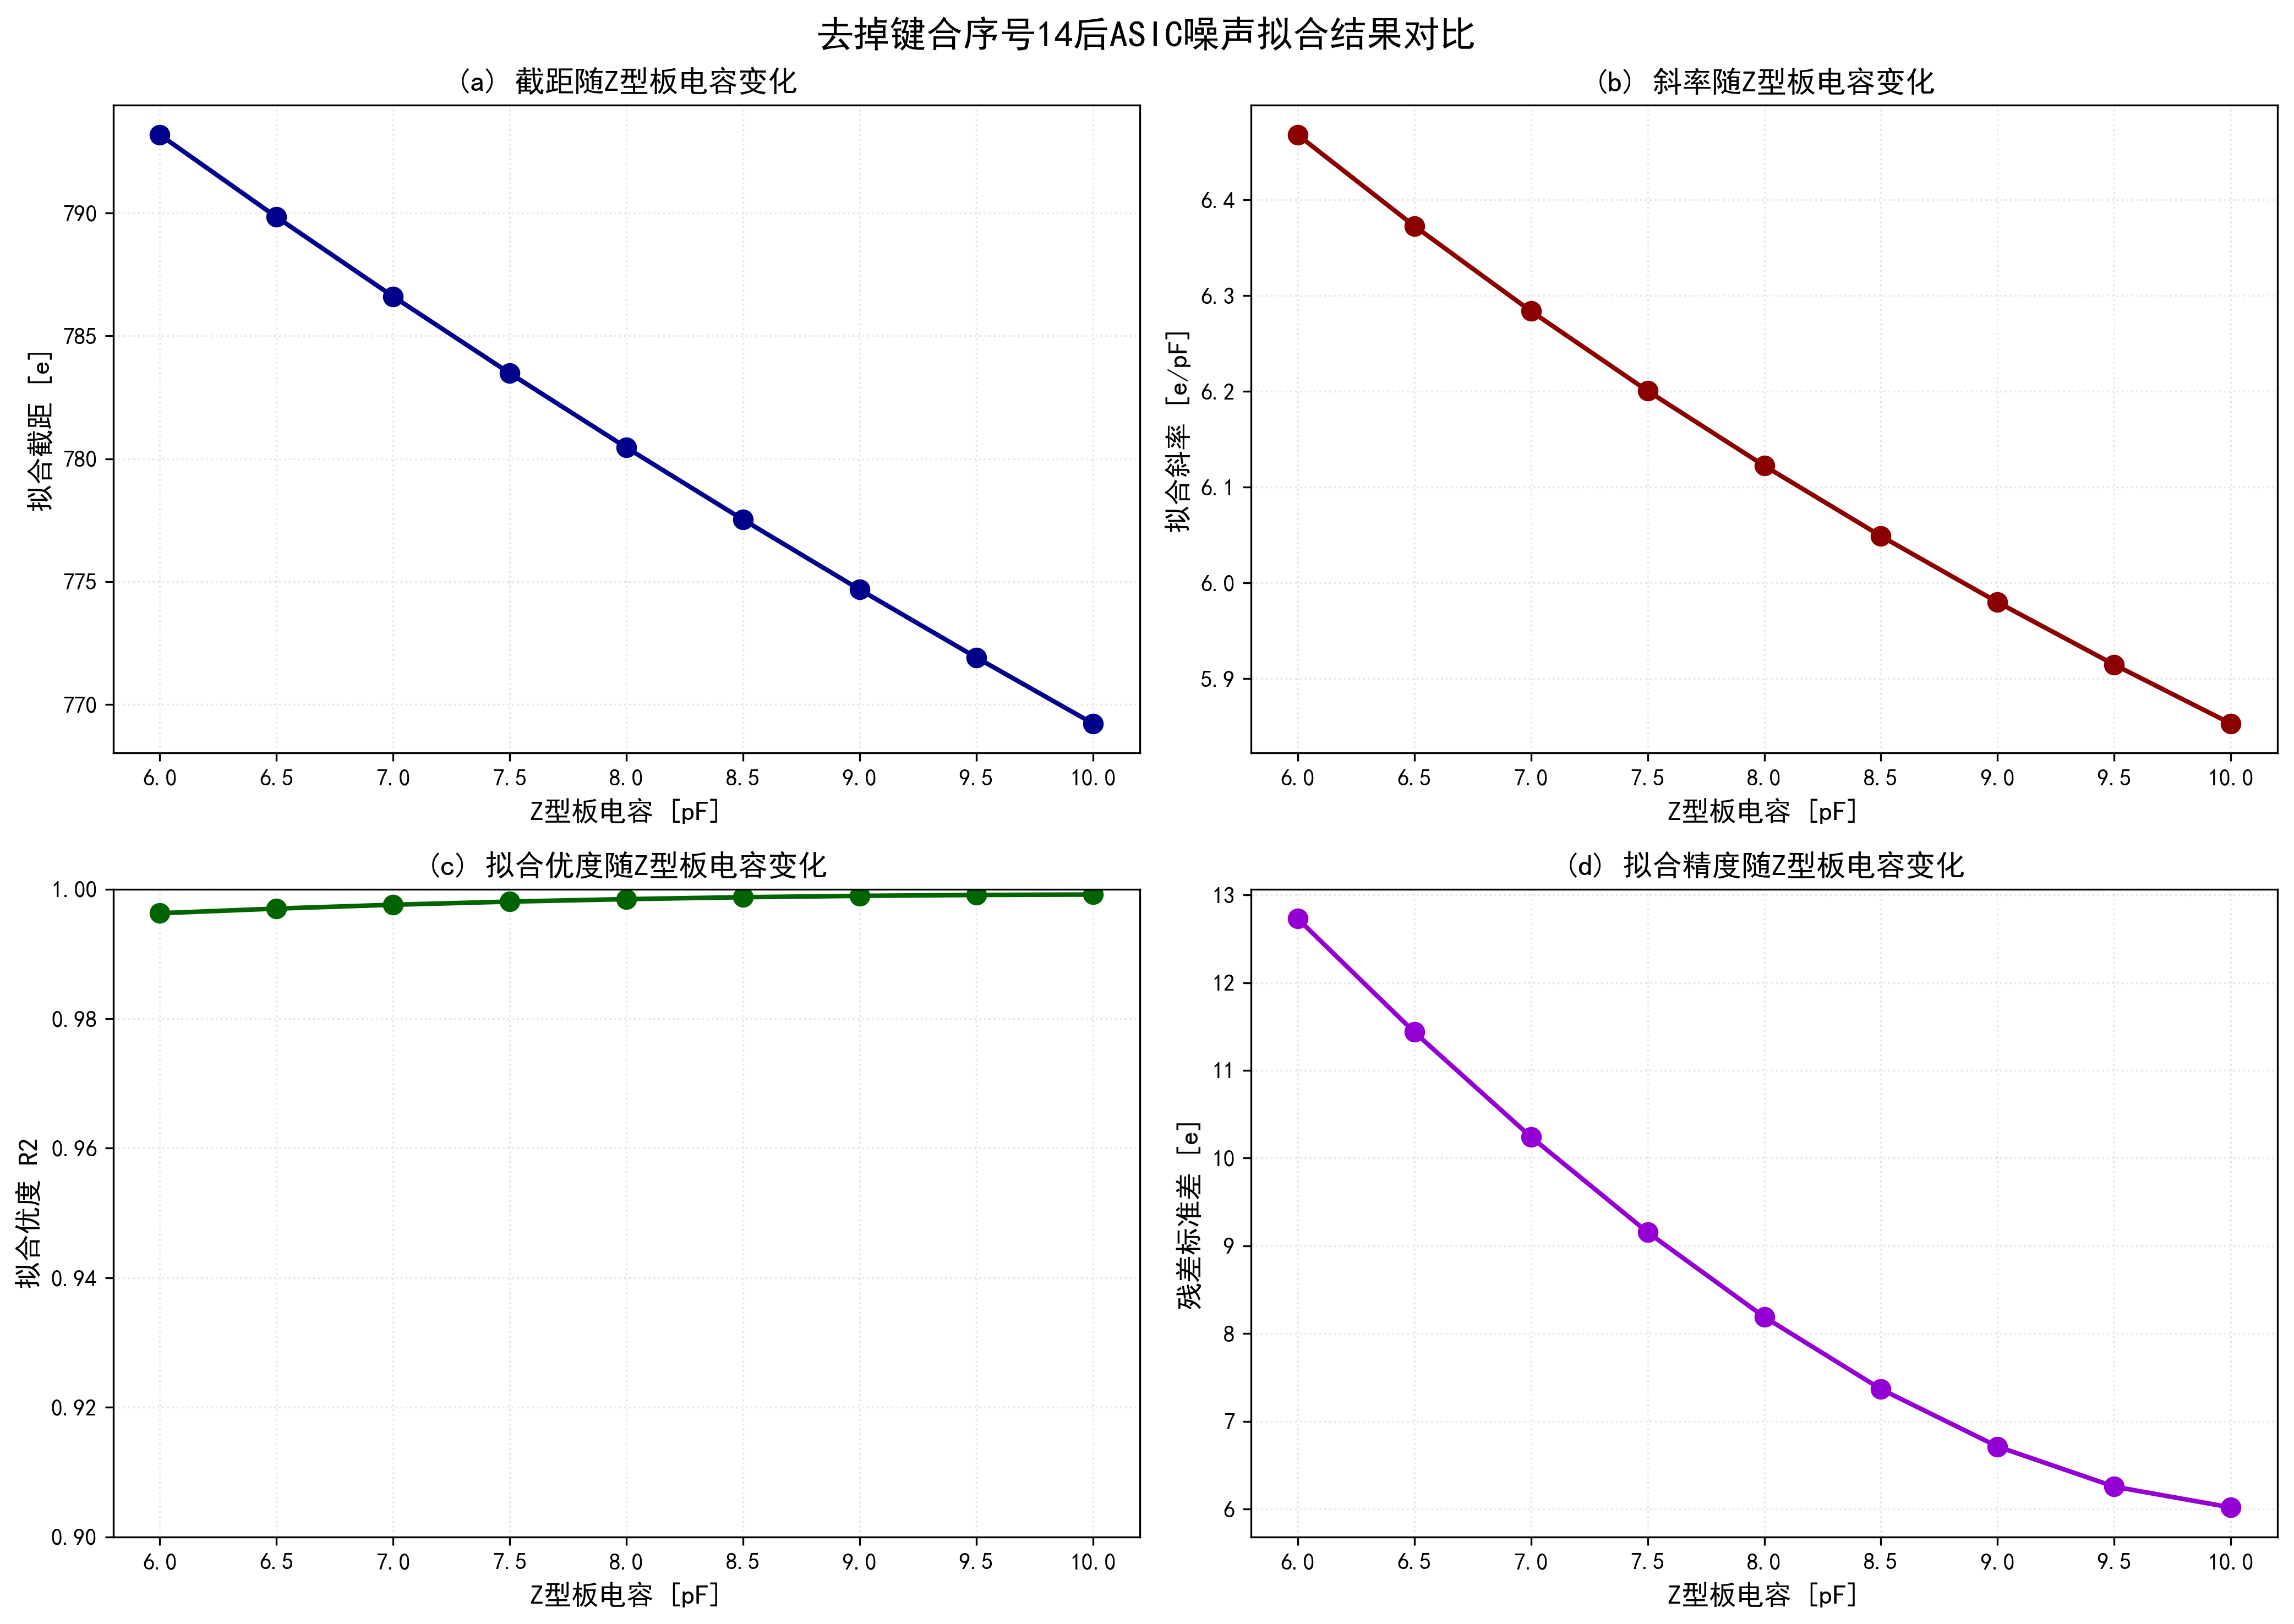 去掉键合序号14后ASIC噪声拟合结果对比
(a) 截距随Z型板电容变化
拟合截距 [e]
790
785
780
775
770
6.0 6.5 7.0 7.5 8.0 8.5 9.0 9.5 10.0
Z型板电容 [pF]
(b) 斜率随Z型板电容变化
拟合斜率 [e/pF]
6.4
6.3
6.2
6.1
6.0
5.9
6.0 6.5 7.0 7.5 8.0 8.5 9.0 9.5 10.0
Z型板电容 [pF]
(c) 拟合优度随Z型板电容变化
拟合优度 R2
1.00
0.98
0.96
0.94
0.92
0.90
6.0 6.5 7.0 7.5 8.0 8.5 9.0 9.5 10.0
Z型板电容 [pF]
(d) 拟合精度随Z型板电容变化
残差标准差 [e]
13
12
11
10
9
8
7
6
6.0 6.5 7.0 7.5 8.0 8.5 9.0 9.5 10.0
Z型板电容 [pF]